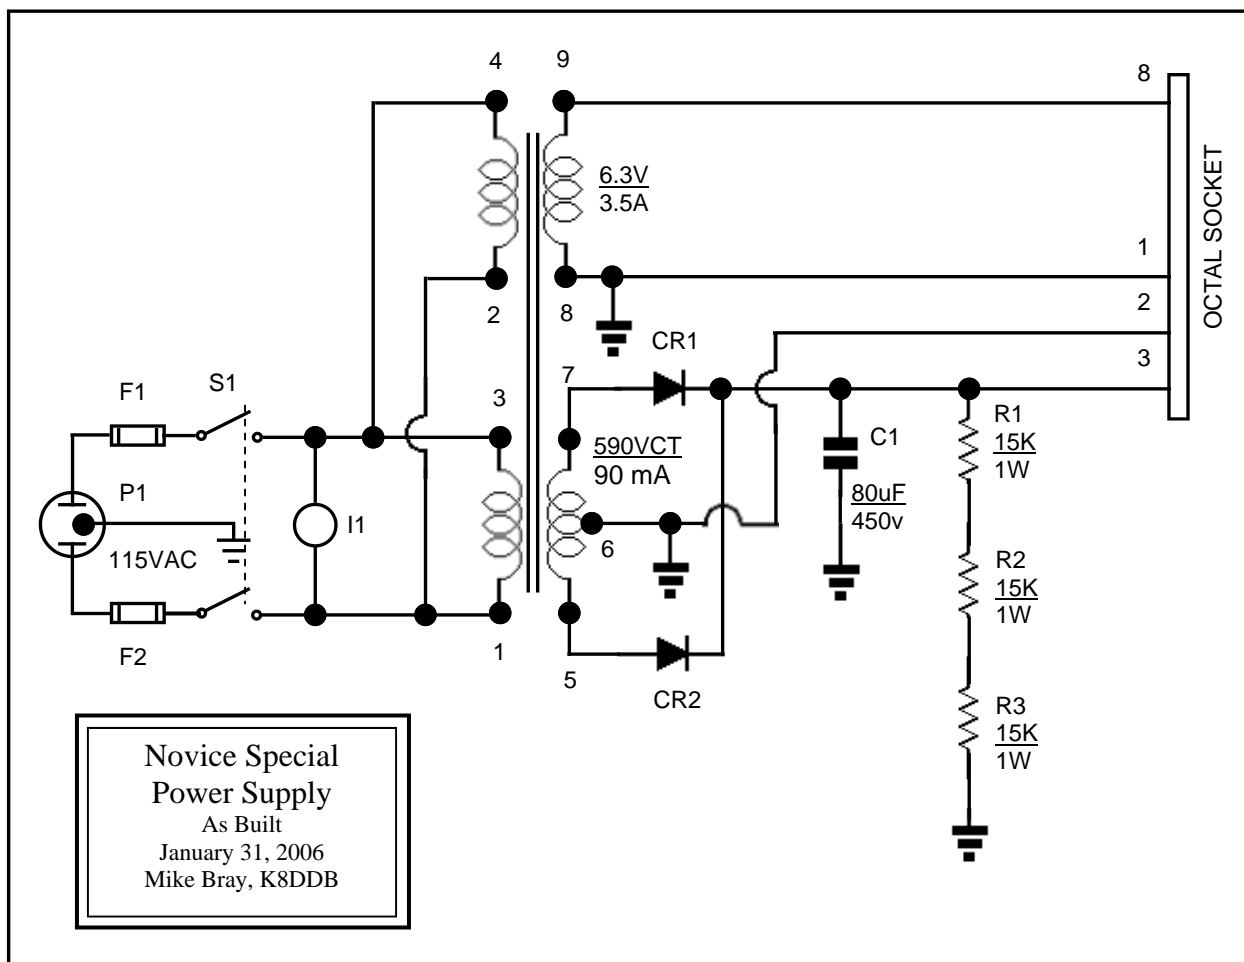 4
9
8
6.3V
3.5A
OCTAL SOCKET
1
2
8
2
3
CR1
7
3
F1
S1
R1
15K
1W
C1
590VCT
90 mA
P1
80uF
450v
I1
6
115VAC
R2
15K
1W
F2
1
5
CR2
R3
15K
1W
Novice Special
Power Supply
As Built
January 31, 2006
Mike Bray, K8DDB